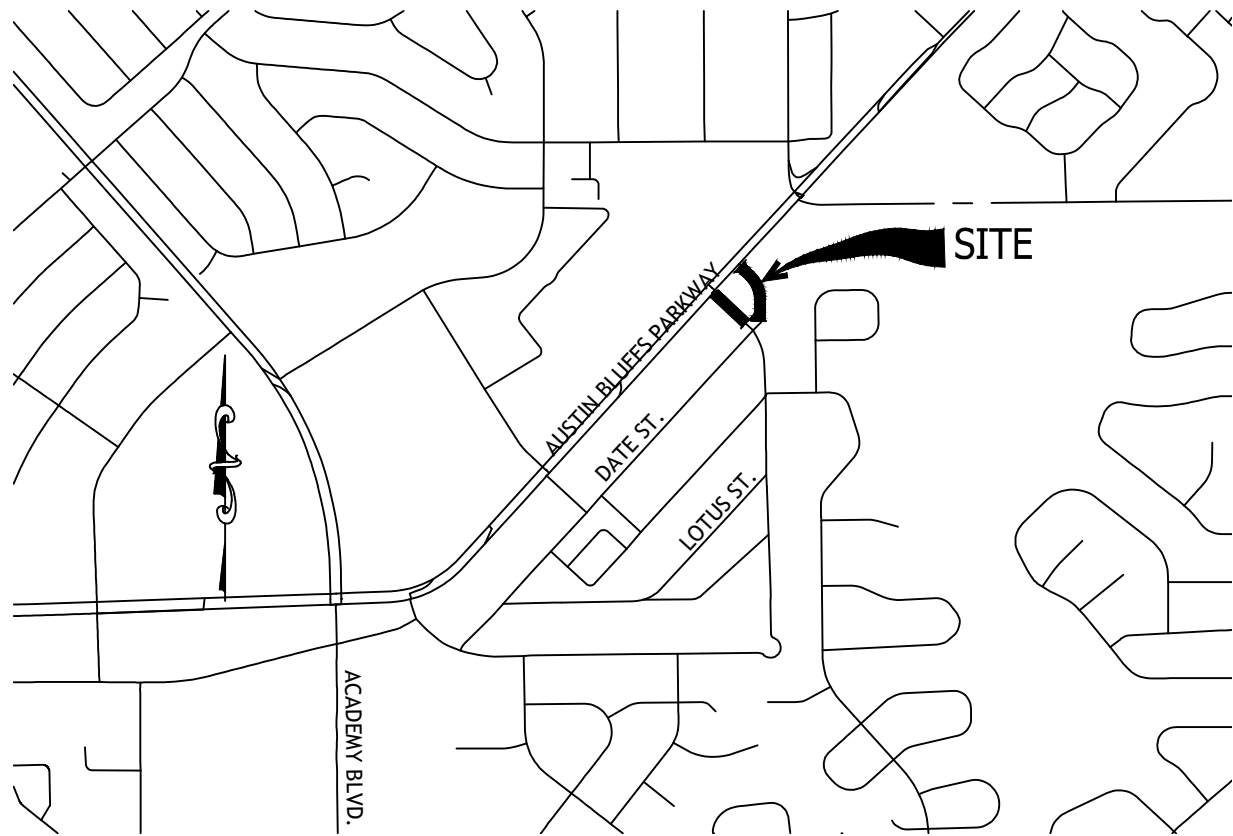 SITE
AUSTIN BLUFFS PARKWAY
DATE ST.
LOTUS ST.
ACADEMY BLVD.